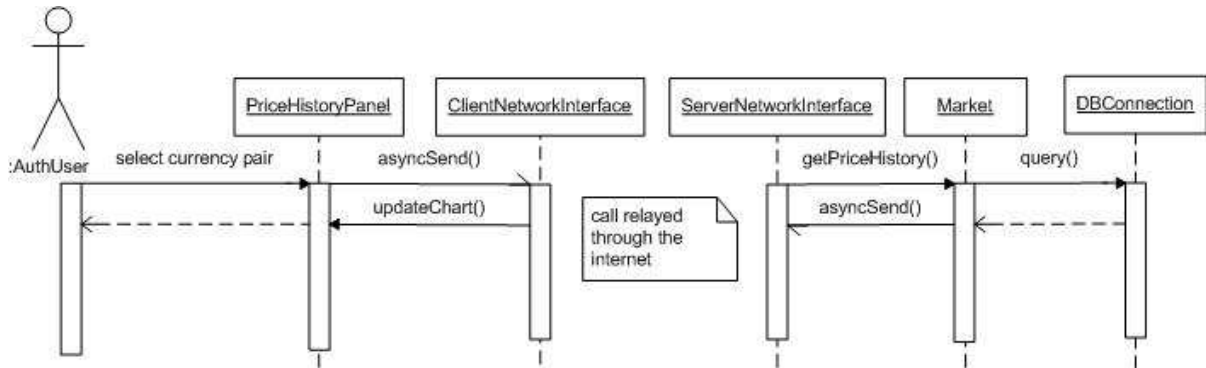 PriceHistoryPanel
ClientNetworkInterface
ServerNetworkInterface
Market
DBConnection
:AuthUser
select currency pair
asyncSend()
getPriceHistory()
query()
updateChart()
asyncSend()
call relayed
through the
internet